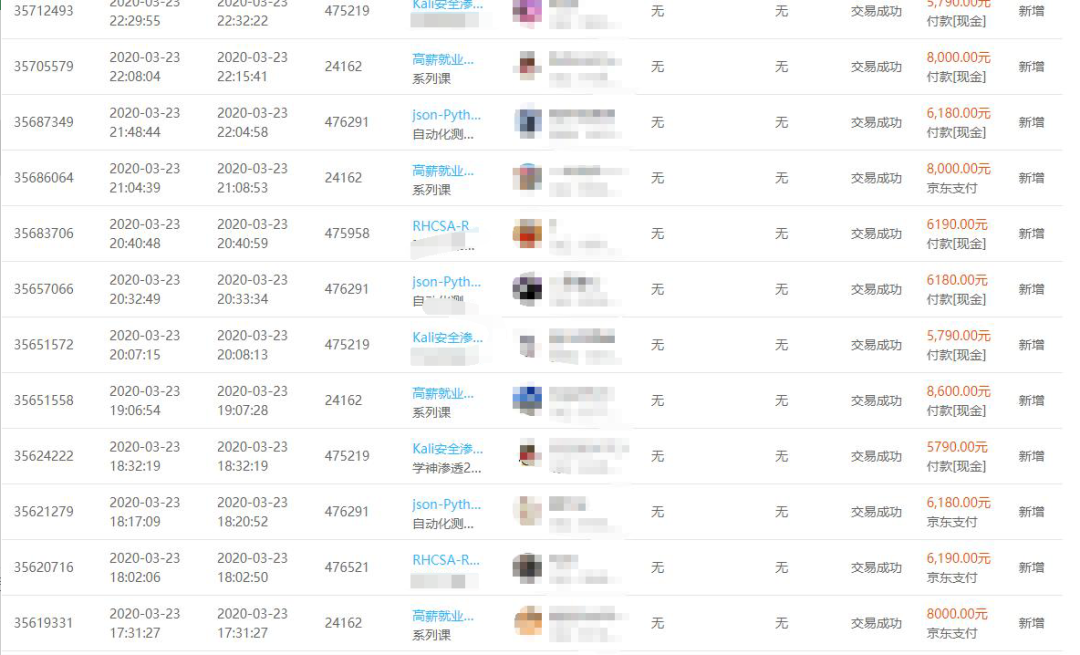 35712493 2020-03-23 2020-03-23 475219 Kali安全渗... 无 无 交易成功 5,790.00元 新增
22:29:55 22:32:22 付款[现金]
35705579 2020-03-23 2020-03-23 24162 高薪就业... 无 无 交易成功 8,000.00元 新增
22:08:04 22:15:41 系列课 付款[现金]
35687349 2020-03-23 2020-03-23 476291 json-Pyth... 无 无 交易成功 6,180.00元 新增
21:48:44 22:04:58 自动化测... 付款[现金]
35686064 2020-03-23 2020-03-23 24162 高薪就业... 无 无 交易成功 8,000.00元 新增
21:04:39 21:08:53 系列课 京东支付
35683706 2020-03-23 2020-03-23 475958 RHCSA-R 无 无 交易成功 6190.00元 新增
20:40:48 20:40:59 付款[现金]
35657066 2020-03-23 2020-03-23 476291 json-Pyth... 无 无 交易成功 6180.00元 新增
20:32:49 20:33:34 付款[现金]
35651572 2020-03-23 2020-03-23 475219 Kali安全渗... 无 无 交易成功 5,790.00元 新增
20:07:15 20:08:13 付款[现金]
35651558 2020-03-23 2020-03-23 24162 高薪就业... 无 无 交易成功 8,600.00元 新增
19:06:54 19:07:28 系列课 付款[现金]
35624222 2020-03-23 2020-03-23 475219 Kali安全渗... 无 无 交易成功 5790.00元 新增
18:32:19 18:32:19 学神渗透2... 付款[现金]
35621279 2020-03-23 2020-03-23 476291 json-Pyth... 无 无 交易成功 6,180.00元 新增
18:17:09 18:20:52 自动化测... 京东支付
35620716 2020-03-23 2020-03-23 476521 RHCSA-R... 无 无 交易成功 6,190.00元 新增
18:02:06 18:02:50 京东支付
35619331 2020-03-23 2020-03-23 24162 高薪就业... 无 无 交易成功 8000.00元 新增
17:31:27 17:31:27 系列课 京东支付